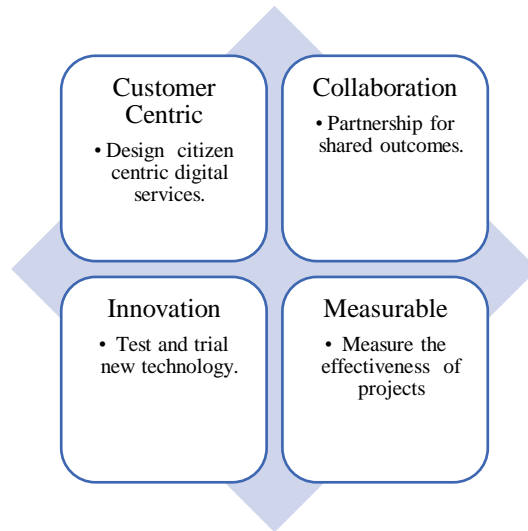 Customer
Centric
• Design citizen
centric digital
services.
Collaboration
• Partnership for
shared outcomes.
Innovation
• Test and trial
new technology.
Measurable
• Measure the
effectiveness of
projects